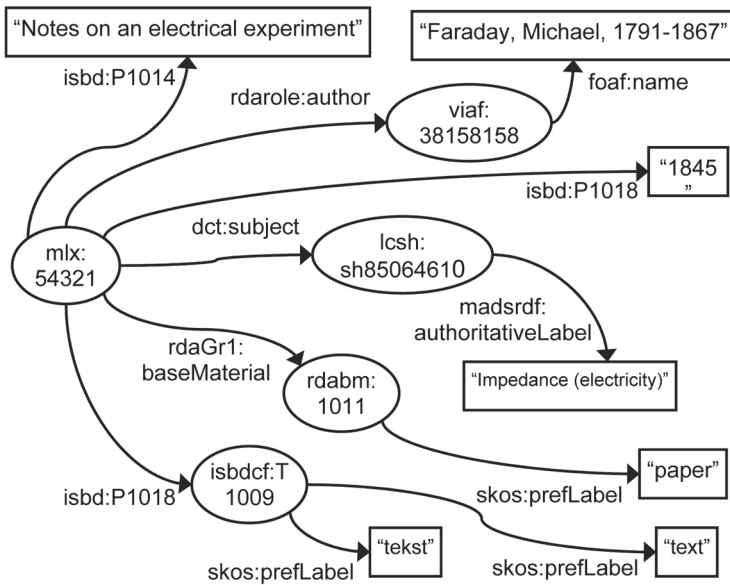 “Notes on an electrical experiment”
“Faraday, Michael, 1791-1867”
isbd:P1014
rdarole:author
foaf:name
viaf:
38158158
“1845
”
isbd:P1018
dct:subject
mlx:
54321
lcsh:
sh85064610
madsrdf:
authoritativeLabel
rdaGr1:
baseMaterial
“Impedance (electricity)”
rdabm:
1011
“paper”
skos:prefLabel
isbdcf:T
1009
isbd:P1018
“tekst”
skos:prefLabel
“text”
skos:prefLabel